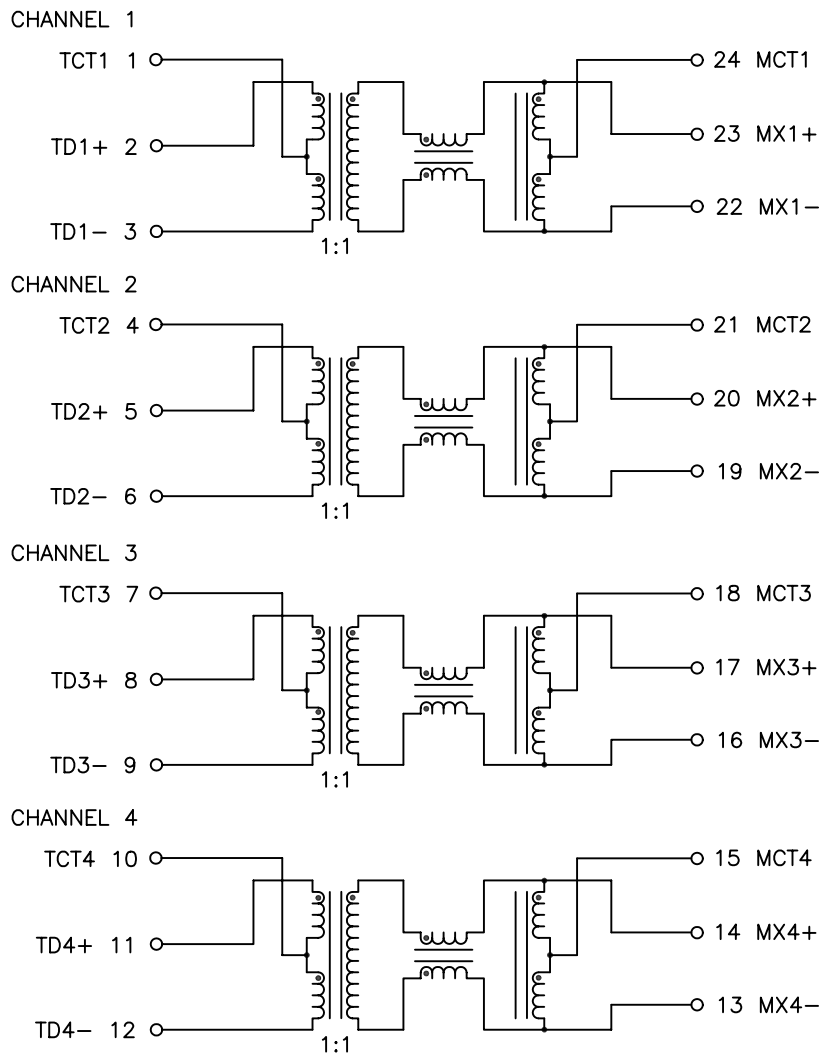 CHANNEL 1
TCT1 1
24 MCT1
TD1+ 2
23 MX1+
22 MX1-
TD1- 3
1:1
CHANNEL 2
TCT2 4
21 MCT2
TD2+ 5
20 MX2+
19 MX2-
TD2- 6
1:1
CHANNEL 3
TCT3 7
18 MCT3
TD3+ 8
17 MX3+
16 MX3-
TD3- 9
1:1
CHANNEL 4
TCT4 10
15 MCT4
TD4+ 11
14 MX4+
13 MX4-
TD4- 12
1:1